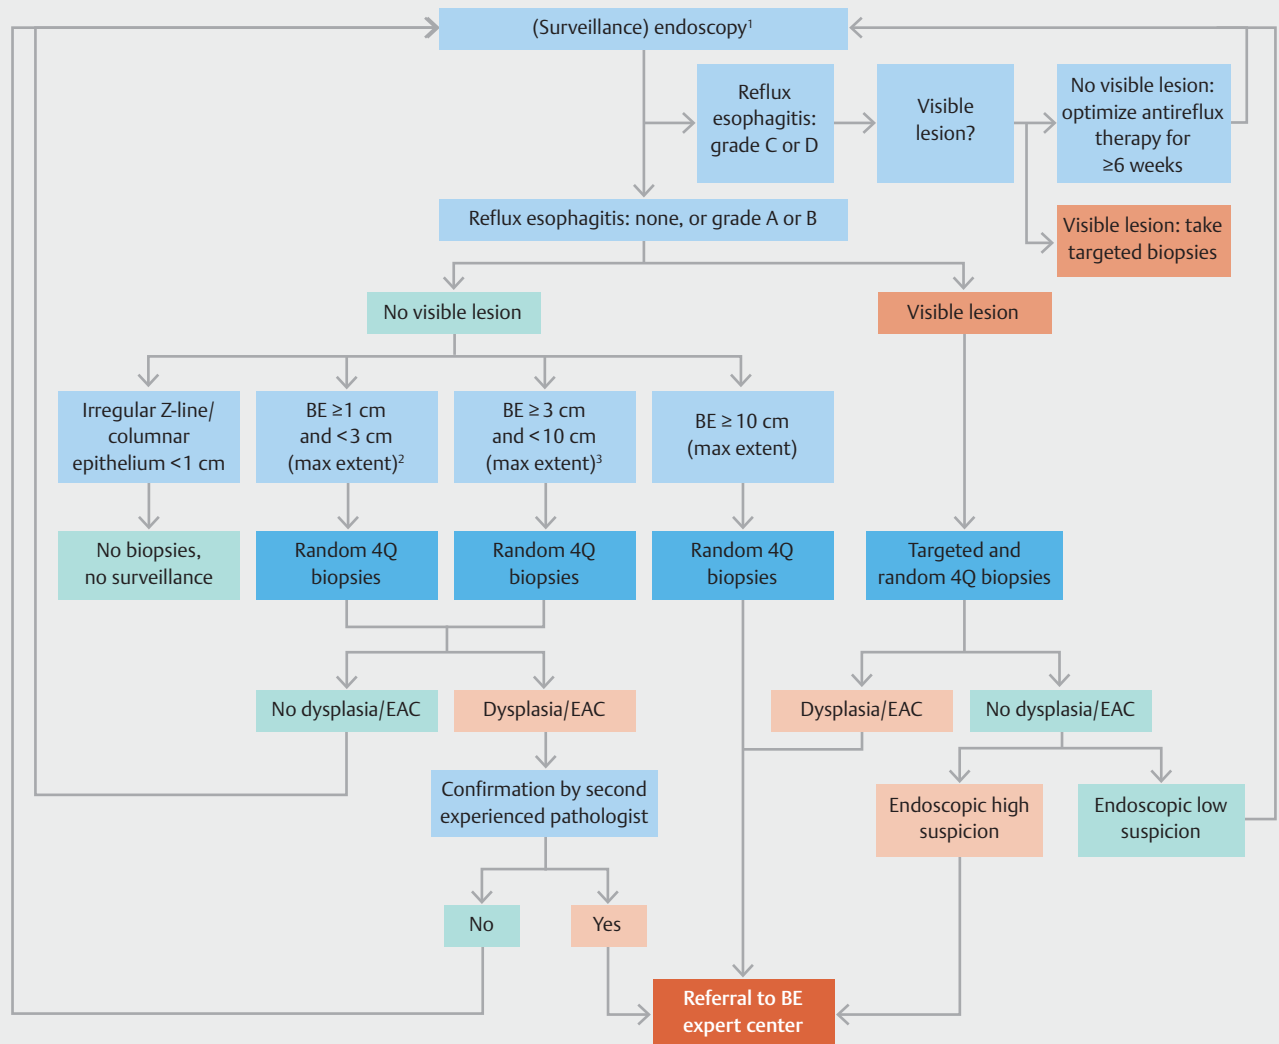 (Surveillance) endoscopy¹
Reflux
esophagitis:
grade C or D
Visible
lesion?
No visible lesion:
optimize antireflux
therapy for
≥6 weeks
Visible lesion: take
targeted biopsies
Reflux esophagitis: none, or grade A or B
No visible lesion
Visible lesion
Irregular Z-line/
columnar
epithelium <1 cm
BE ≥1 cm
and <3 cm
(max extent)²
BE ≥3 cm
and <10 cm
(max extent)³
BE ≥ 10 cm
(max extent)
No biopsies,
no surveillance
Random 4Q
biopsies
Random 4Q
biopsies
Random 4Q
biopsies
Targeted and
random 4Q biopsies
No dysplasia/EAC
Dysplasia/EAC
Dysplasia/EAC
No dysplasia/EAC
Confirmation by second
experienced pathologist
Endoscopic high
suspicion
Endoscopic low
suspicion
No
Yes
Referral to BE
expert center